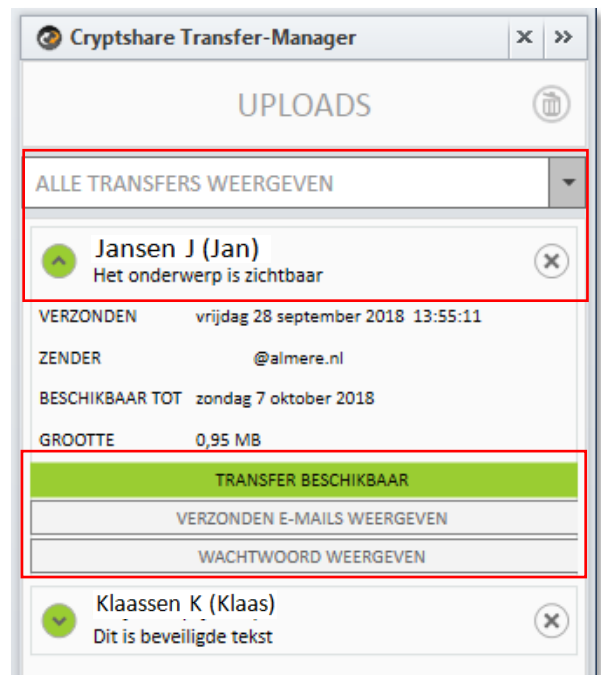 Cryptshare Transfer-Manager
UPLOADS
ALLE TRANSFERS WEERGEVEN
Jansen J (Jan)
Het onderwerp is zichtbaar
VERZONDEN vrijdag 28 september 2018 13:55:11
ZENDER @almere.nl
BESCHIKBAAR TOT zondag 7 oktober 2018
GROOTTE 0,95 MB
TRANSFER BESCHIKBAAR
VERZONDEN E-MAILS WEERGEVEN
WACHTWOORD WEERGEVEN
Klaassen K (Klaas)
Dit is beveiligde tekst